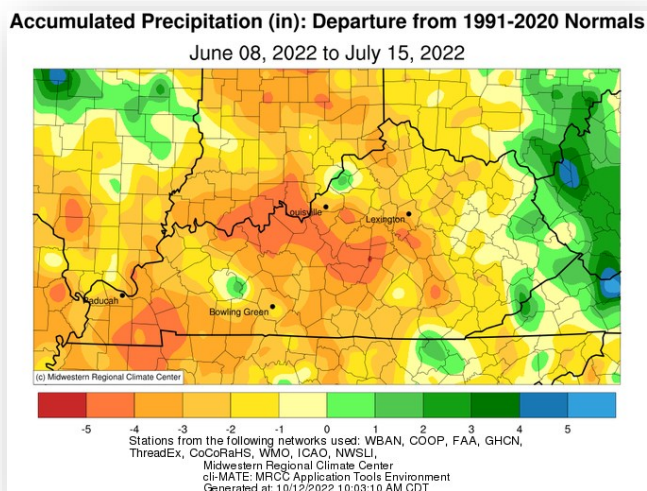 Accumulated Precipitation (in): Departure from 1991-2020 Normals
June 08, 2022 to July 15, 2022
Louisville
Lexington
Paducah
Bowling Green
(c) Midwestern Regional Climate Center
-5 -4 -3 -2 -1 0 1 2 3 4 5
Stations from the following networks used: WBAN, COOP, FAA, GHCN,
ThreadEx, CoCoRaHS, WMO, ICAO, NWSLI,
Midwestern Regional Climate Center
cli-MATE: MRCC Application Tools Environment
Generated at: 10/12/2022 10:03:10 AM CDT